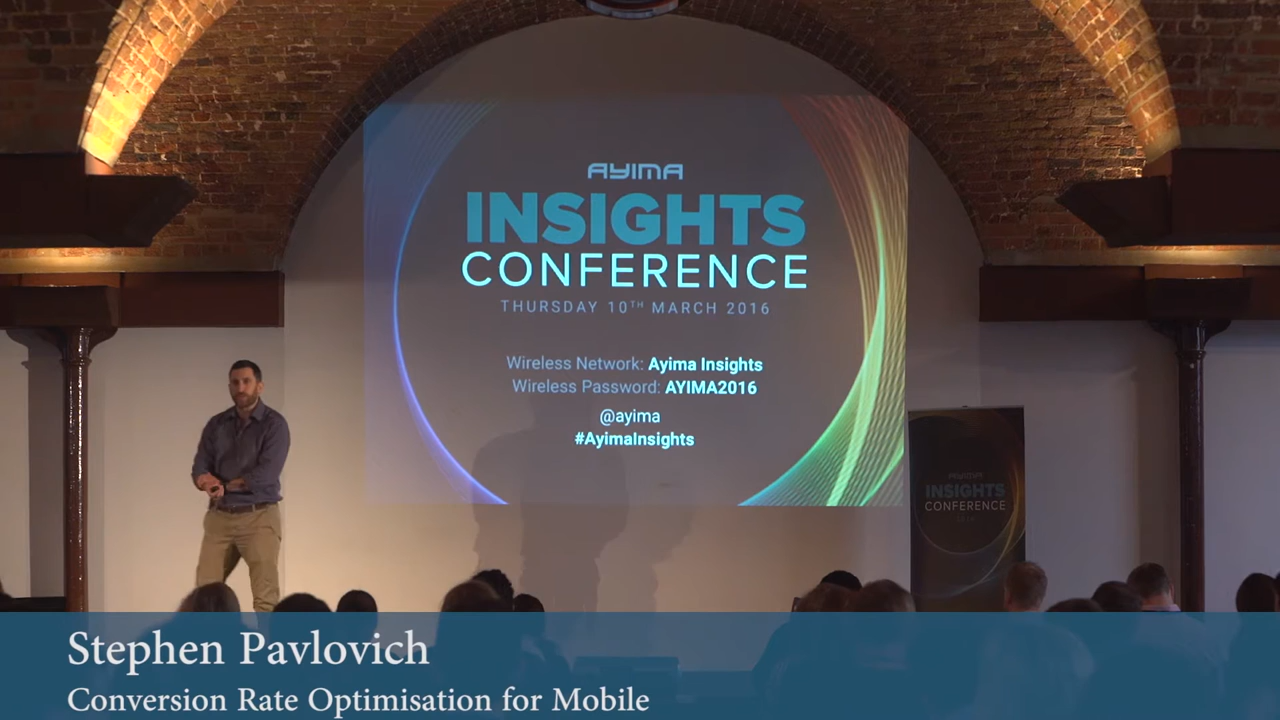 AYIMA
INSIGHTS
CONFERENCE
THURSDAY 10TH MARCH 2016
Wireless Network: Ayima Insights
Wireless Password: AYIMA2016
@ayima
#AyimaInsights
AYIMA
INSIGHTS
CONFERENCE
Stephen Pavlovich
Conversion Rate Optimisation for Mobile